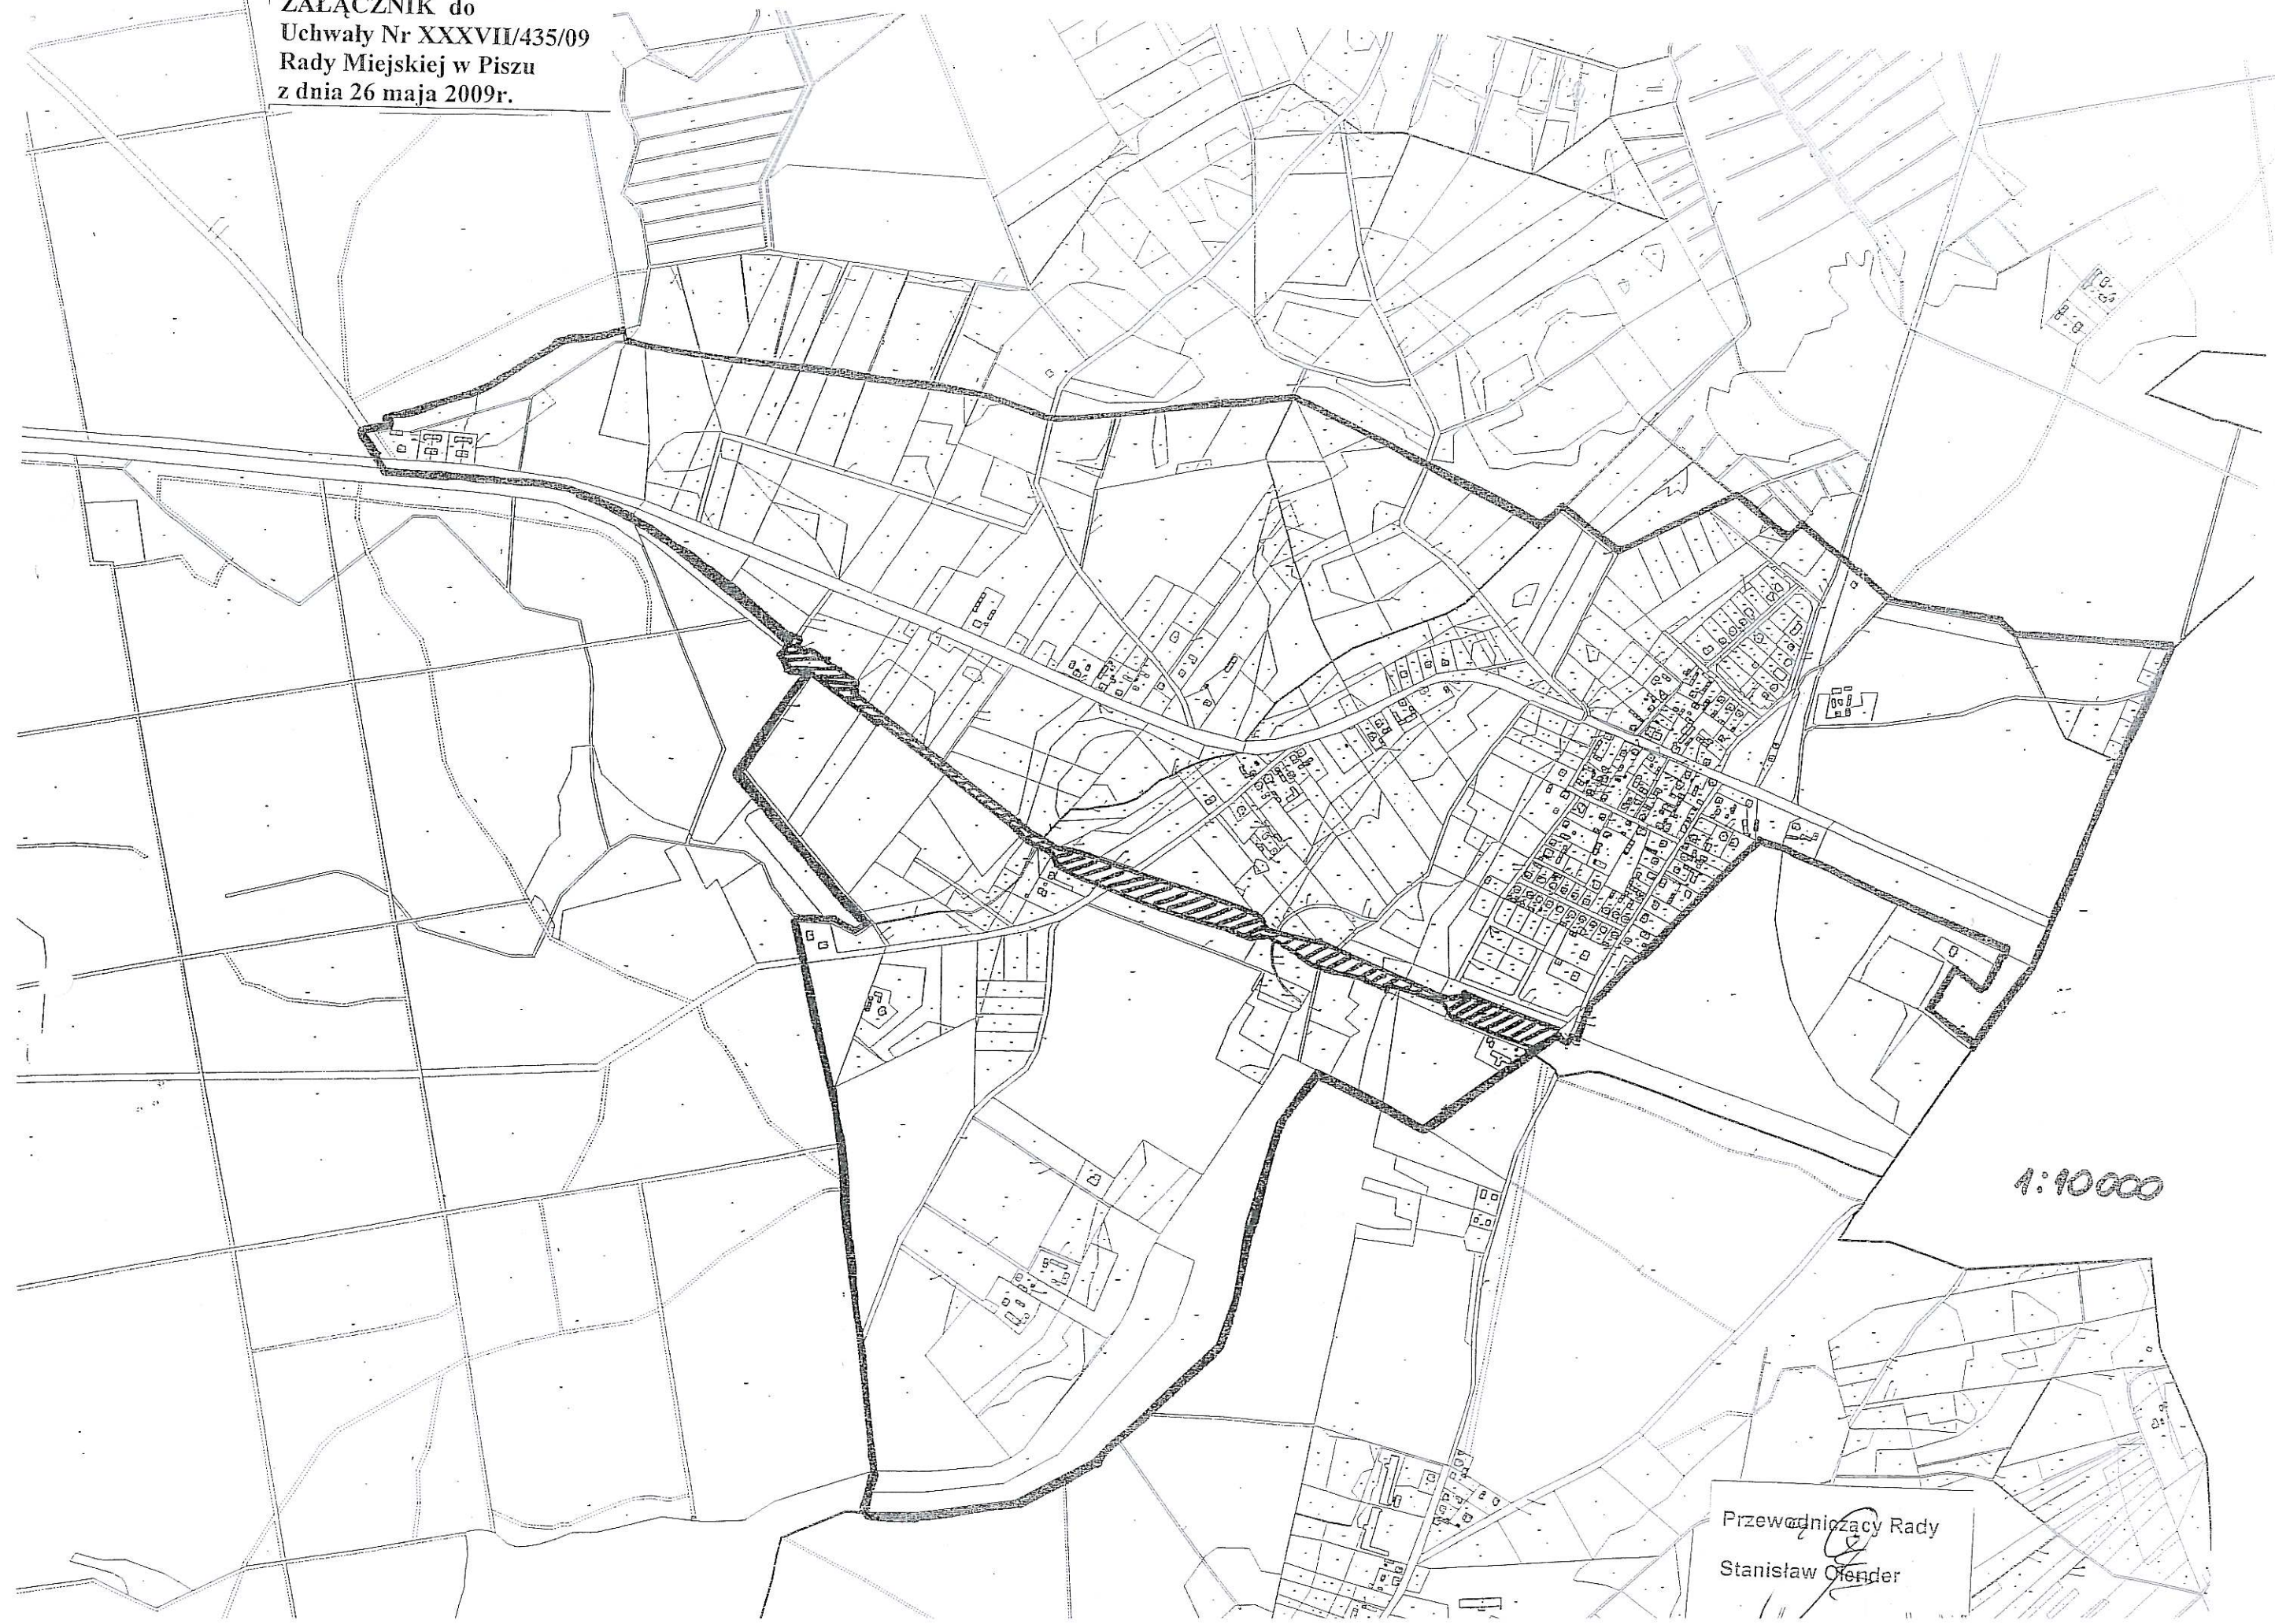 ZAŁĄCZNIK do
Uchwały Nr XXXVII/435/09
Rady Miejskiej w Piszu
z dnia 26 maja 2009r.
1:10000
Przewodniczący Rady
Stanisław Olender